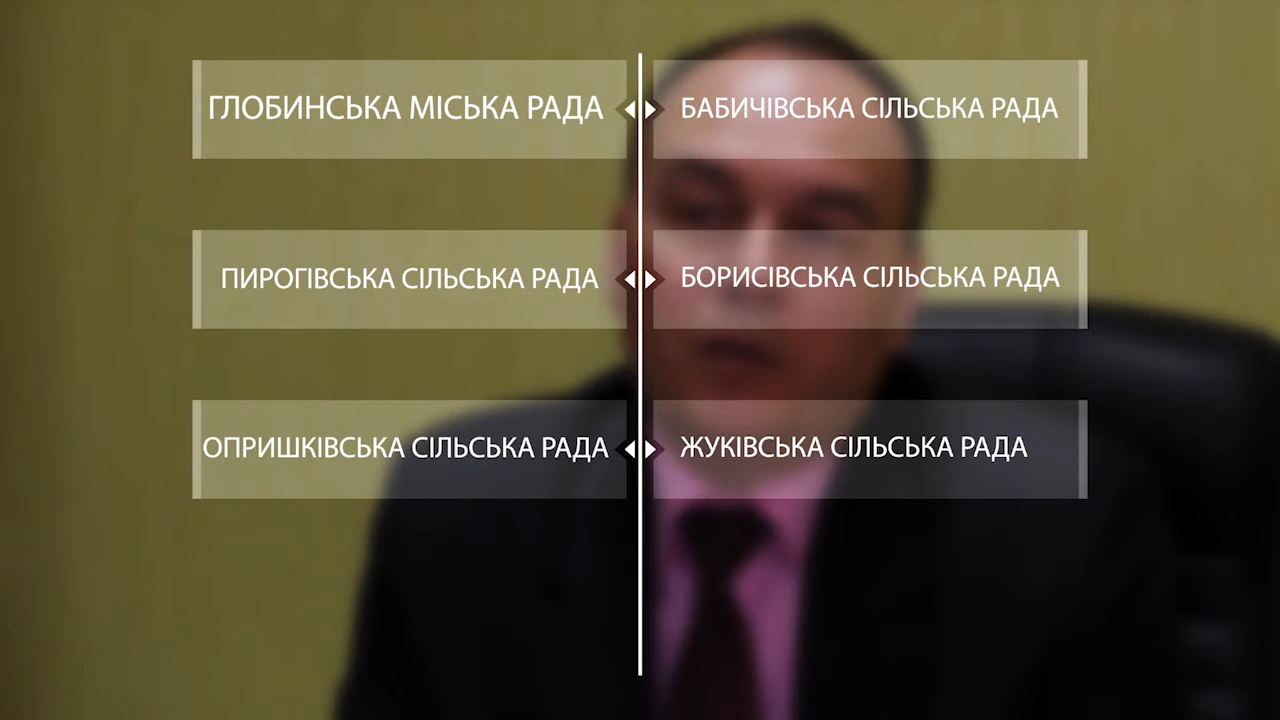 ГЛОБИНСЬКА МІСЬКА РАДА
БАБИЧІВСЬКА СІЛЬСЬКА РАДА
ПИРОГІВСЬКА СІЛЬСЬКА РАДА
БОРИСІВСЬКА СІЛЬСЬКА РАДА
ОПРИШКІВСЬКА СІЛЬСЬКА РАДА
ЖУКІВСЬКА СІЛЬСЬКА РАДА